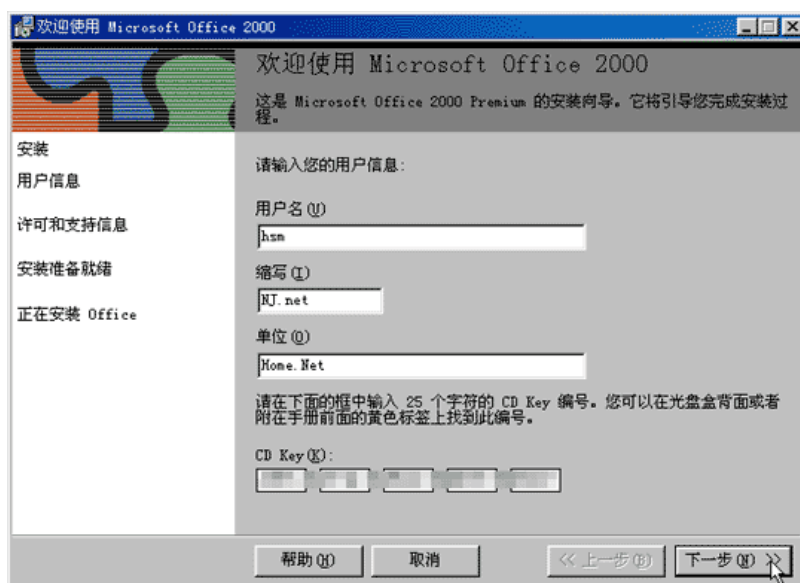 欢迎使用 Microsoft Office 2000
欢迎使用 Microsoft Office 2000
这是 Microsoft Office 2000 Premium 的安装向导。它将引导您完成安装过
程。
安装
用户信息
许可和支持信息
安装准备就绪
正在安装 Office
请输入您的用户信息:
用户名(U)
hsm
缩写(I)
NJ.net
单位(O)
Home.Net
请在下面的框中输入 25 个字符的 CD Key 编号。您可以在光盘盒背面或者
附在手册前面的黄色标签上找到此编号。
CD Key(K):
帮助(H)
取消
<< 上一步(B)
下一步(N) >>